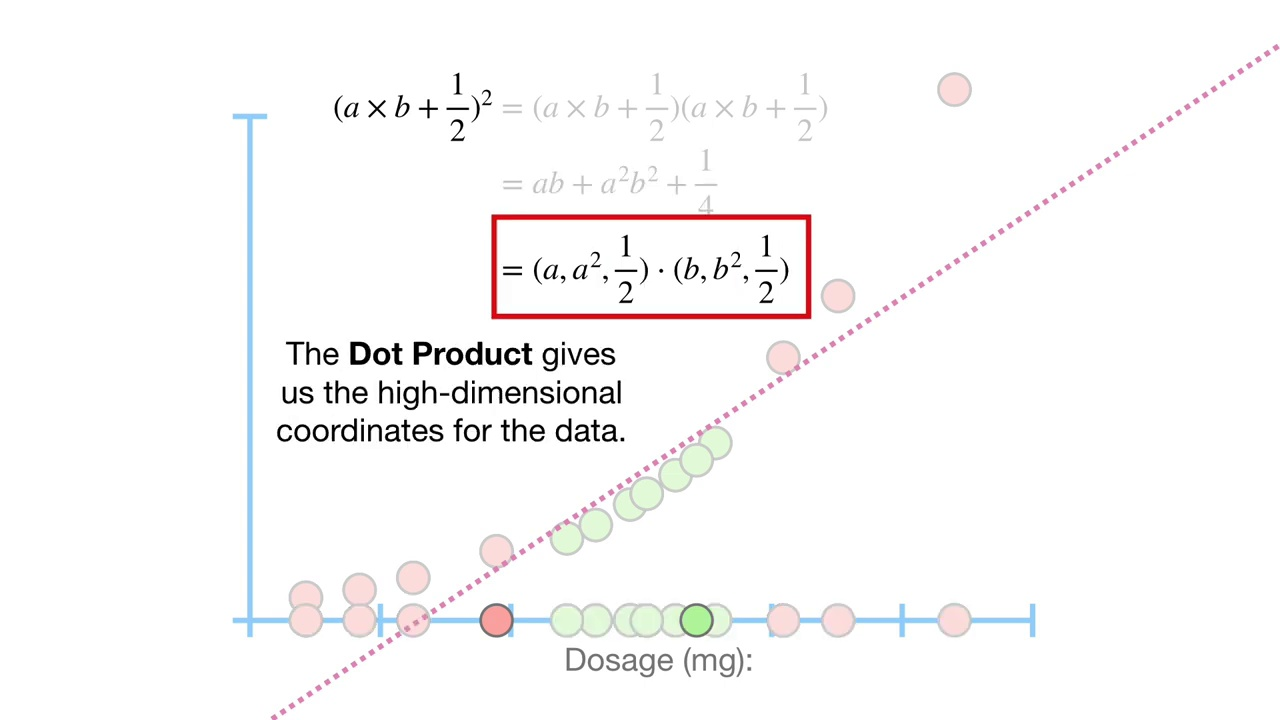 (a × b + 1/2)² = (a × b + 1/2)(a × b + 1/2)
= ab + a²b² + 1/4
= (a, a², 1/2) · (b, b², 1/2)
The Dot Product gives
us the high-dimensional
coordinates for the data.
Dosage (mg):